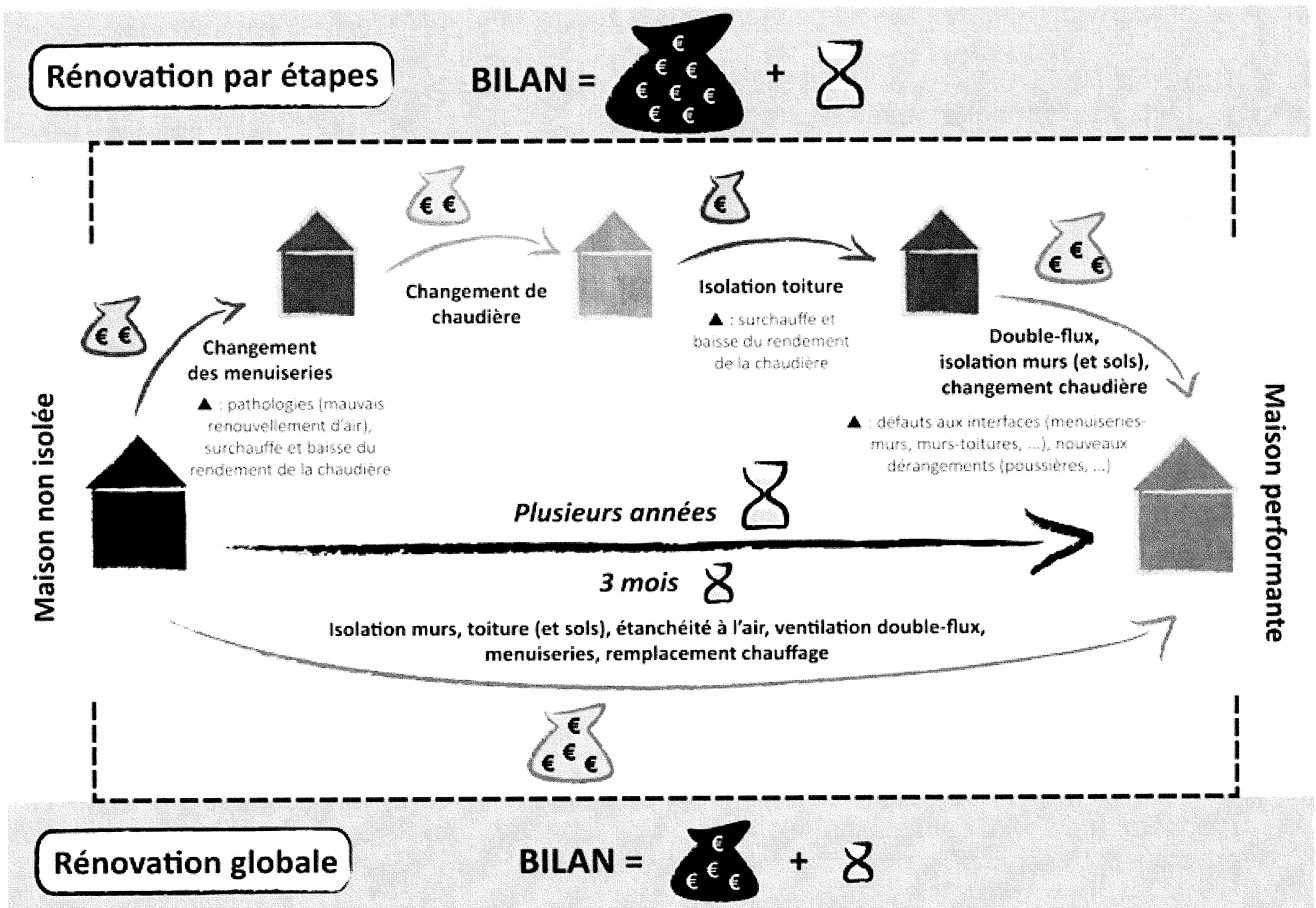 Rénovation par étapes
BILAN = € € € € € € € € +
€ €
€
€ € €
€ €
Changement de
chaudière
Isolation toiture
▲ : surchauffe et
baisse du rendement
de la chaudière
Changement
des menuiseries
▲ : pathologies (mauvais
renouvellement d'air),
surchauffe et baisse du
rendement de la chaudière
Double-flux,
isolation murs (et sols),
changement chaudière
▲ : défauts aux interfaces (menuiseries-
murs, murs-toitures, ...), nouveaux
dérangements (poussières, ...)
Maison non isolée
Maison performante
Plusieurs années
3 mois
Isolation murs, toiture (et sols), étanchéité à l'air, ventilation double-flux,
menuiseries, remplacement chauffage
€ € € €
Rénovation globale
BILAN = € € € € +